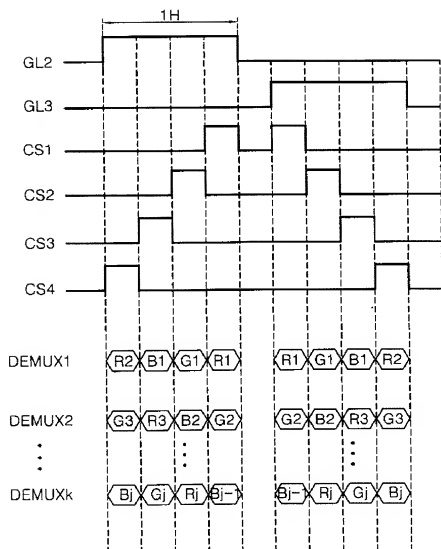 1H
GL2
GL3
CS1
CS2
CS3
CS4
DEMUX1 R2 B1 G1 R1 R1 G1 B1 R2
DEMUX2 G3 R3 B2 G2 G2 B2 R3 G3
DEMUXk Bj Gj Rj Bj-1 Bj-1 Rj Gj Bj